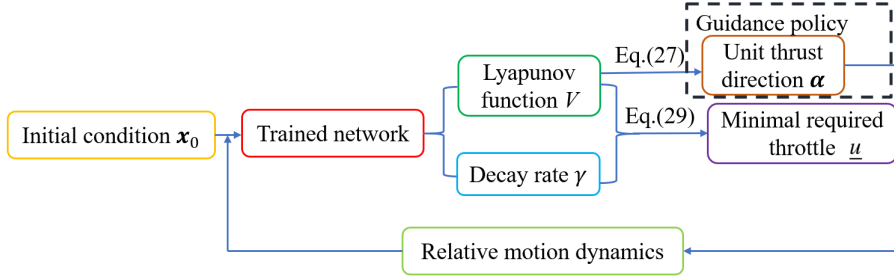 Guidance policy
Eq.(27)
Unit thrust
direction 𝜶
Lyapunov
function V
Initial condition 𝒙₀
Trained network
Eq.(29)
Minimal required
throttle u̲
Decay rate γ
Relative motion dynamics